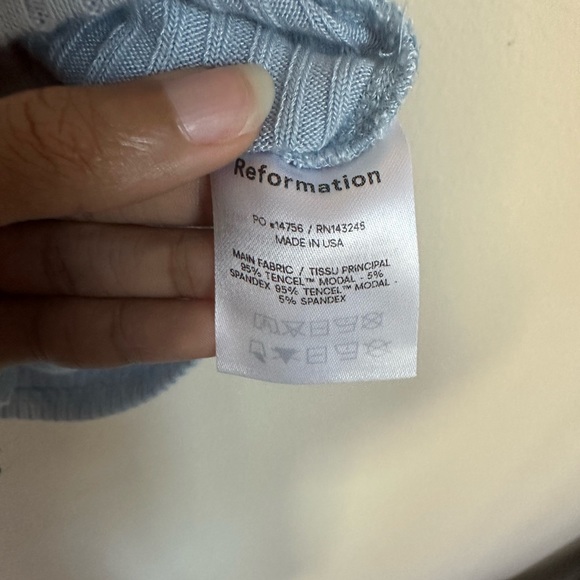 Reformation
PO #14756 / RN143246
MADE IN USA
MAIN FABRIC / TISSU PRINCIPAL
95% TENCEL™ MODAL - 5%
SPANDEX 95% TENCEL™ MODAL -
5% SPANDEX